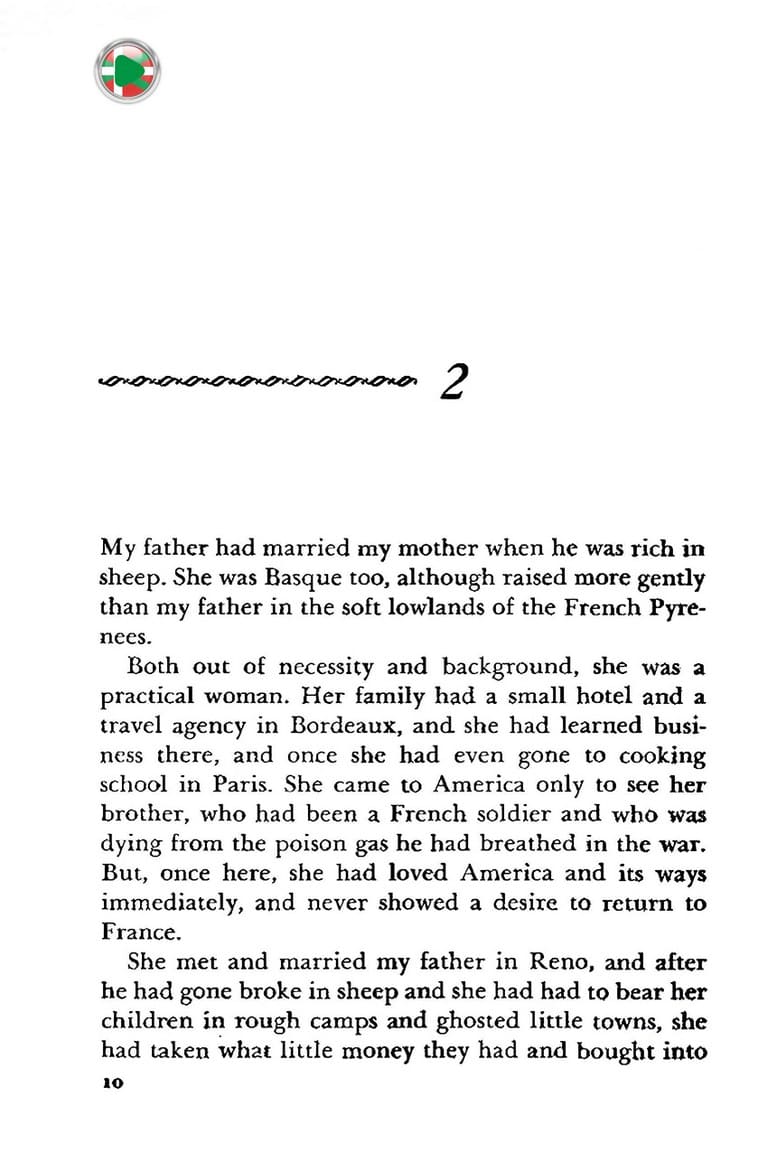 2
My father had married my mother when he was rich in
sheep. She was Basque too, although raised more gently
than my father in the soft lowlands of the French Pyre-
nees.
Both out of necessity and background, she was a
practical woman. Her family had a small hotel and a
travel agency in Bordeaux, and she had learned busi-
ness there, and once she had even gone to cooking
school in Paris. She came to America only to see her
brother, who had been a French soldier and who was
dying from the poison gas he had breathed in the war.
But, once here, she had loved America and its ways
immediately, and never showed a desire to return to
France.
She met and married my father in Reno, and after
he had gone broke in sheep and she had had to bear her
children in rough camps and ghosted little towns, she
had taken what little money they had and bought into
10